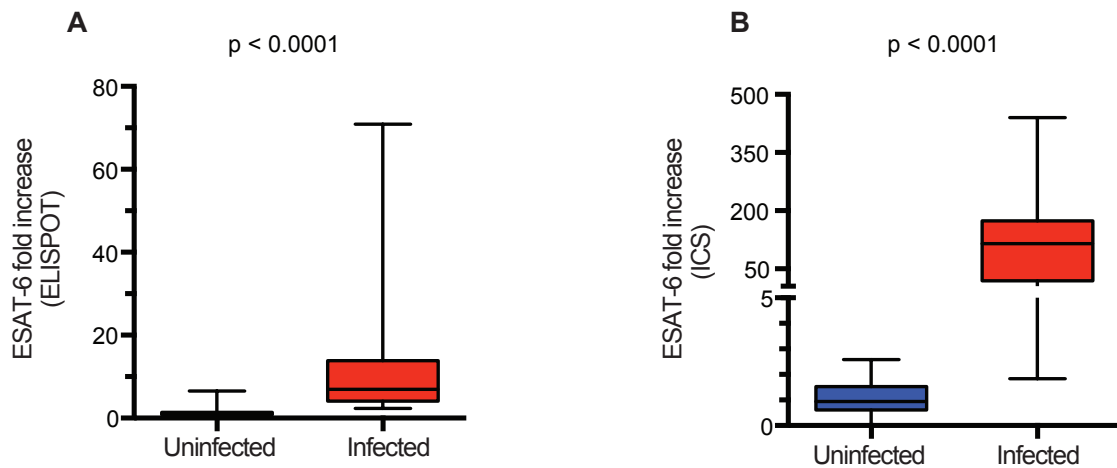 A
p < 0.0001
ESAT-6 fold increase
(ELISPOT)
80
60
40
20
0
Uninfected
Infected
B
p < 0.0001
ESAT-6 fold increase
(ICS)
500
350
200
50
5
0
Uninfected
Infected